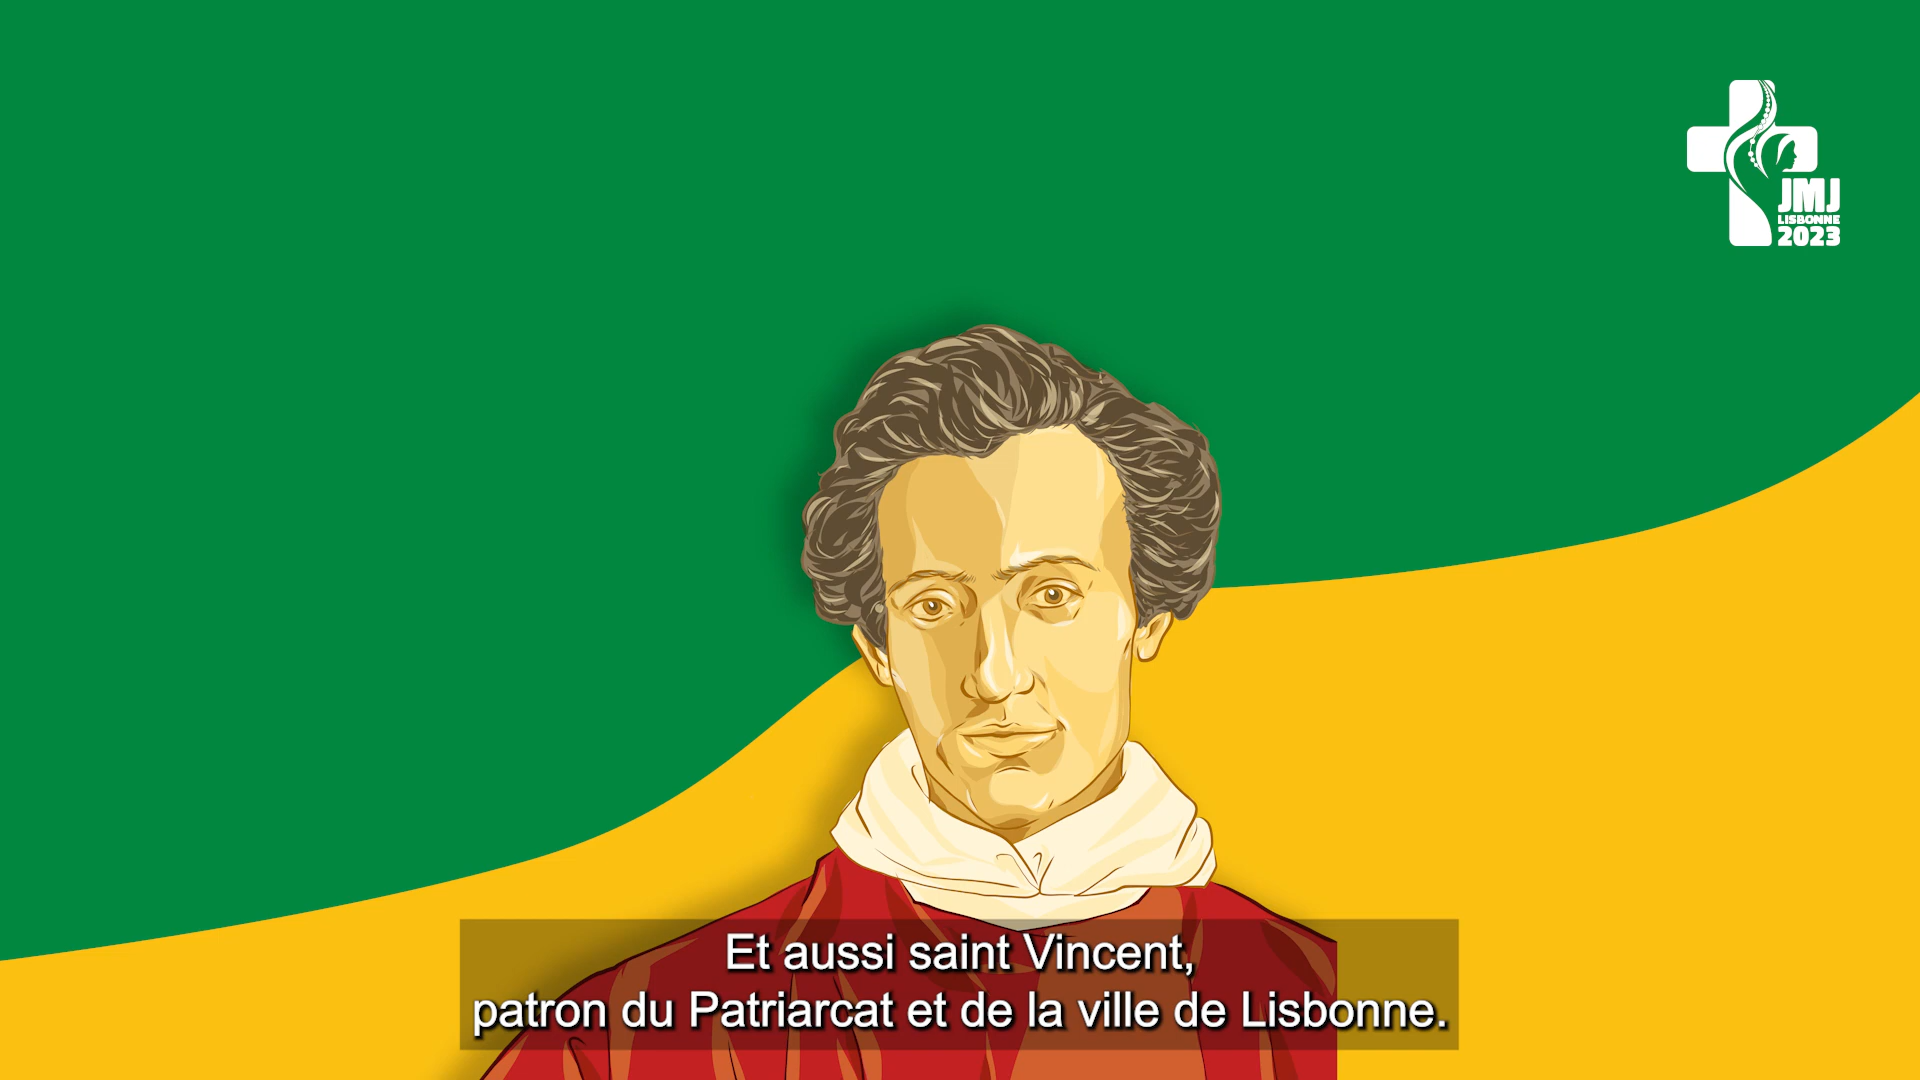 JMJ
LISBONNE
2023
Et aussi saint Vincent,
patron du Patriarcat et de la ville de Lisbonne.